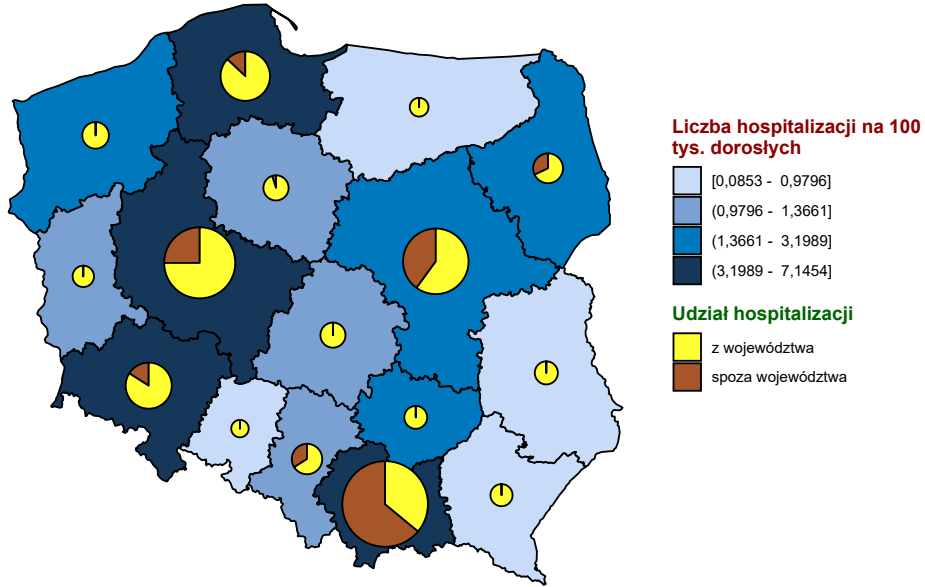 Liczba hospitalizacji na 100
tys. dorosłych
[0,0853 - 0,9796]
(0,9796 - 1,3661]
(1,3661 - 3,1989]
(3,1989 - 7,1454]
Udział hospitalizacji
z województwa
spoza województwa